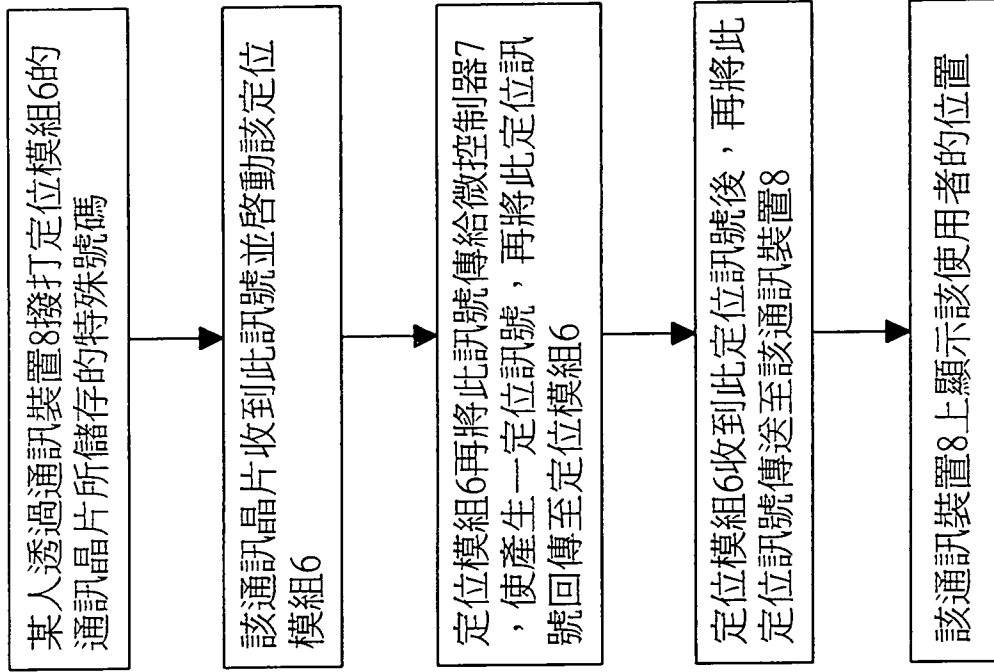 某人透過通訊裝置8撥打定位模組6的
通訊晶片所儲存的特殊號碼
該通訊晶片收到此訊號並啓動該定位
模組6
定位模組6再將此訊號傳給微控制器7
，使產生一定位訊號，再將此定位訊
號回傳至定位模組6
定位模組6收到此定位訊號後，再將此
定位訊號傳送至該通訊裝置8
該通訊裝置8上顯示該使用者的位置